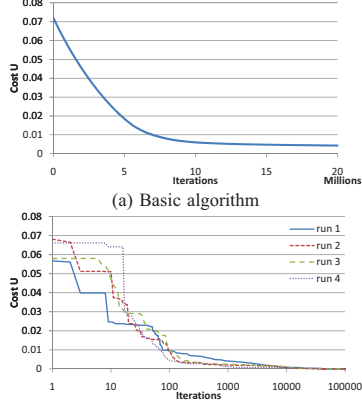 0.08
0.07
0.06
0.05
0.04
0.03
0.02
0.01
0
Cost U
0 5 10 15 20
Iterations Millions
(a) Basic algorithm
0.08
0.07
0.06
0.05
0.04
0.03
0.02
0.01
0
Cost U
run 1
run 2
run 3
run 4
1 10 100 1000 10000 100000
Iterations